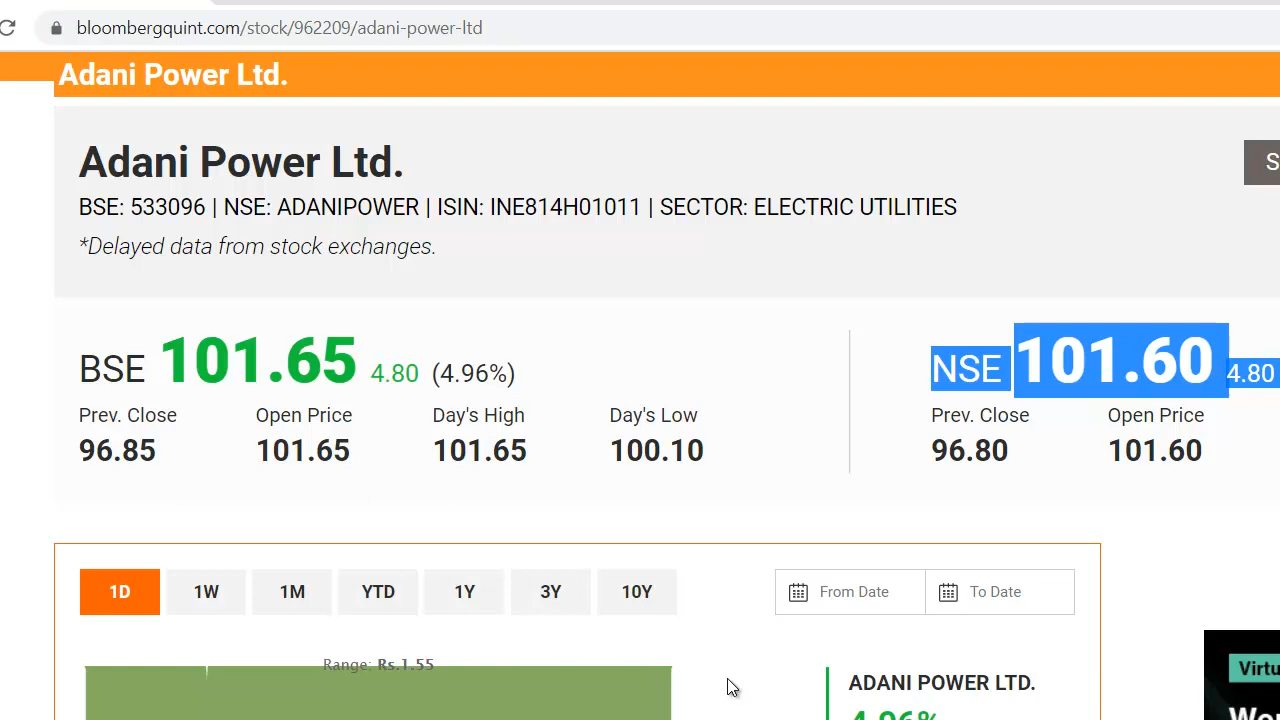 bloombergquint.com/stock/962209/adani-power-ltd
Adani Power Ltd.
Adani Power Ltd.
S
BSE: 533096 | NSE: ADANIPOWER | ISIN: INE814H01011 | SECTOR: ELECTRIC UTILITIES
*Delayed data from stock exchanges.
BSE 101.65 4.80 (4.96%)
Prev. Close Open Price Day's High Day's Low
96.85 101.65 101.65 100.10
NSE 101.60 4.80
Prev. Close Open Price
96.80 101.60
1D 1W 1M YTD 1Y 3Y 10Y
From Date To Date
Range: Rs.1.55
ADANI POWER LTD.
4.96%
Virtu
Wo